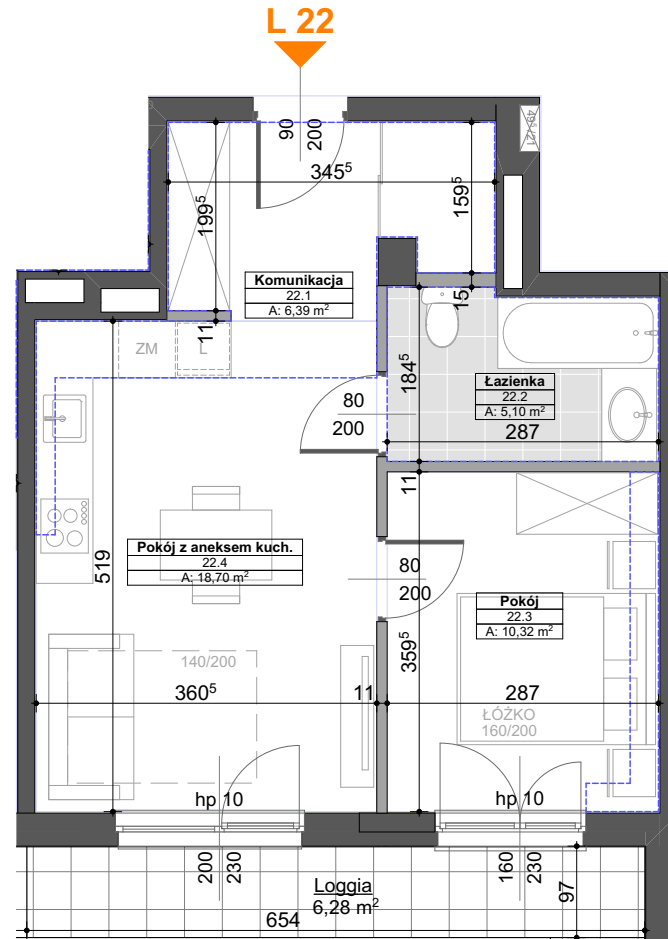 L 22
90
200
495/21
345⁵
199⁵
159⁵
Komunikacja
22.1
A: 6,39 m²
15
11
ZM
L
184⁵
Łazienka
22.2
A: 5,10 m²
80
200
287
11
Pokój z aneksem kuch.
22.4
A: 18,70 m²
519
80
200
Pokój
22.3
A: 10,32 m²
359⁵
140/200
360⁵
11
287
ŁÓŻKO
160/200
hp 10
hp 10
200
230
160
230
Loggia
6,28 m²
97
654